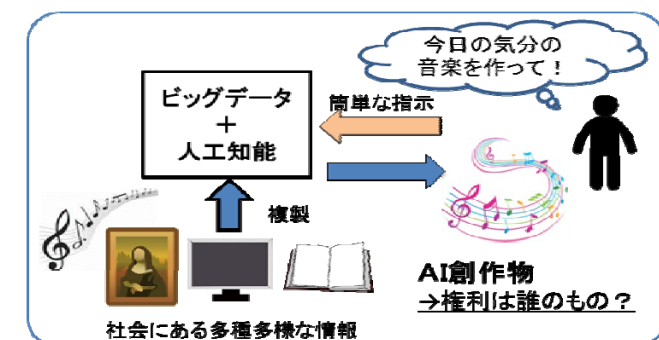 今日の気分の
音楽を作って!
ビッグデータ
+
人工知能
簡単な指示
複製
AI創作物
→権利は誰のもの?
社会にある多種多様な情報